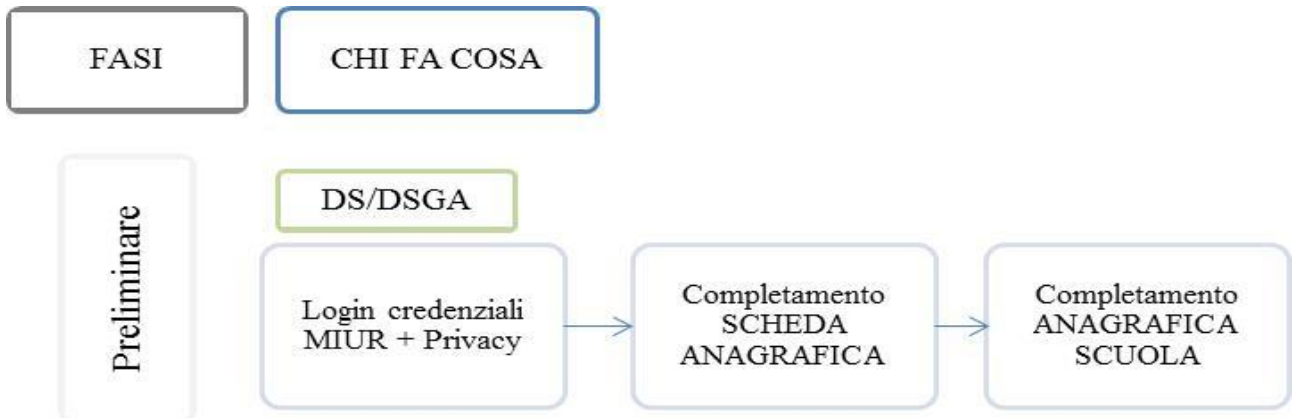 FASI
CHI FA COSA
Preliminare
DS/DSGA
Login credenziali
MIUR + Privacy
Completamento
SCHEDA
ANAGRAFICA
Completamento
ANAGRAFICA
SCUOLA